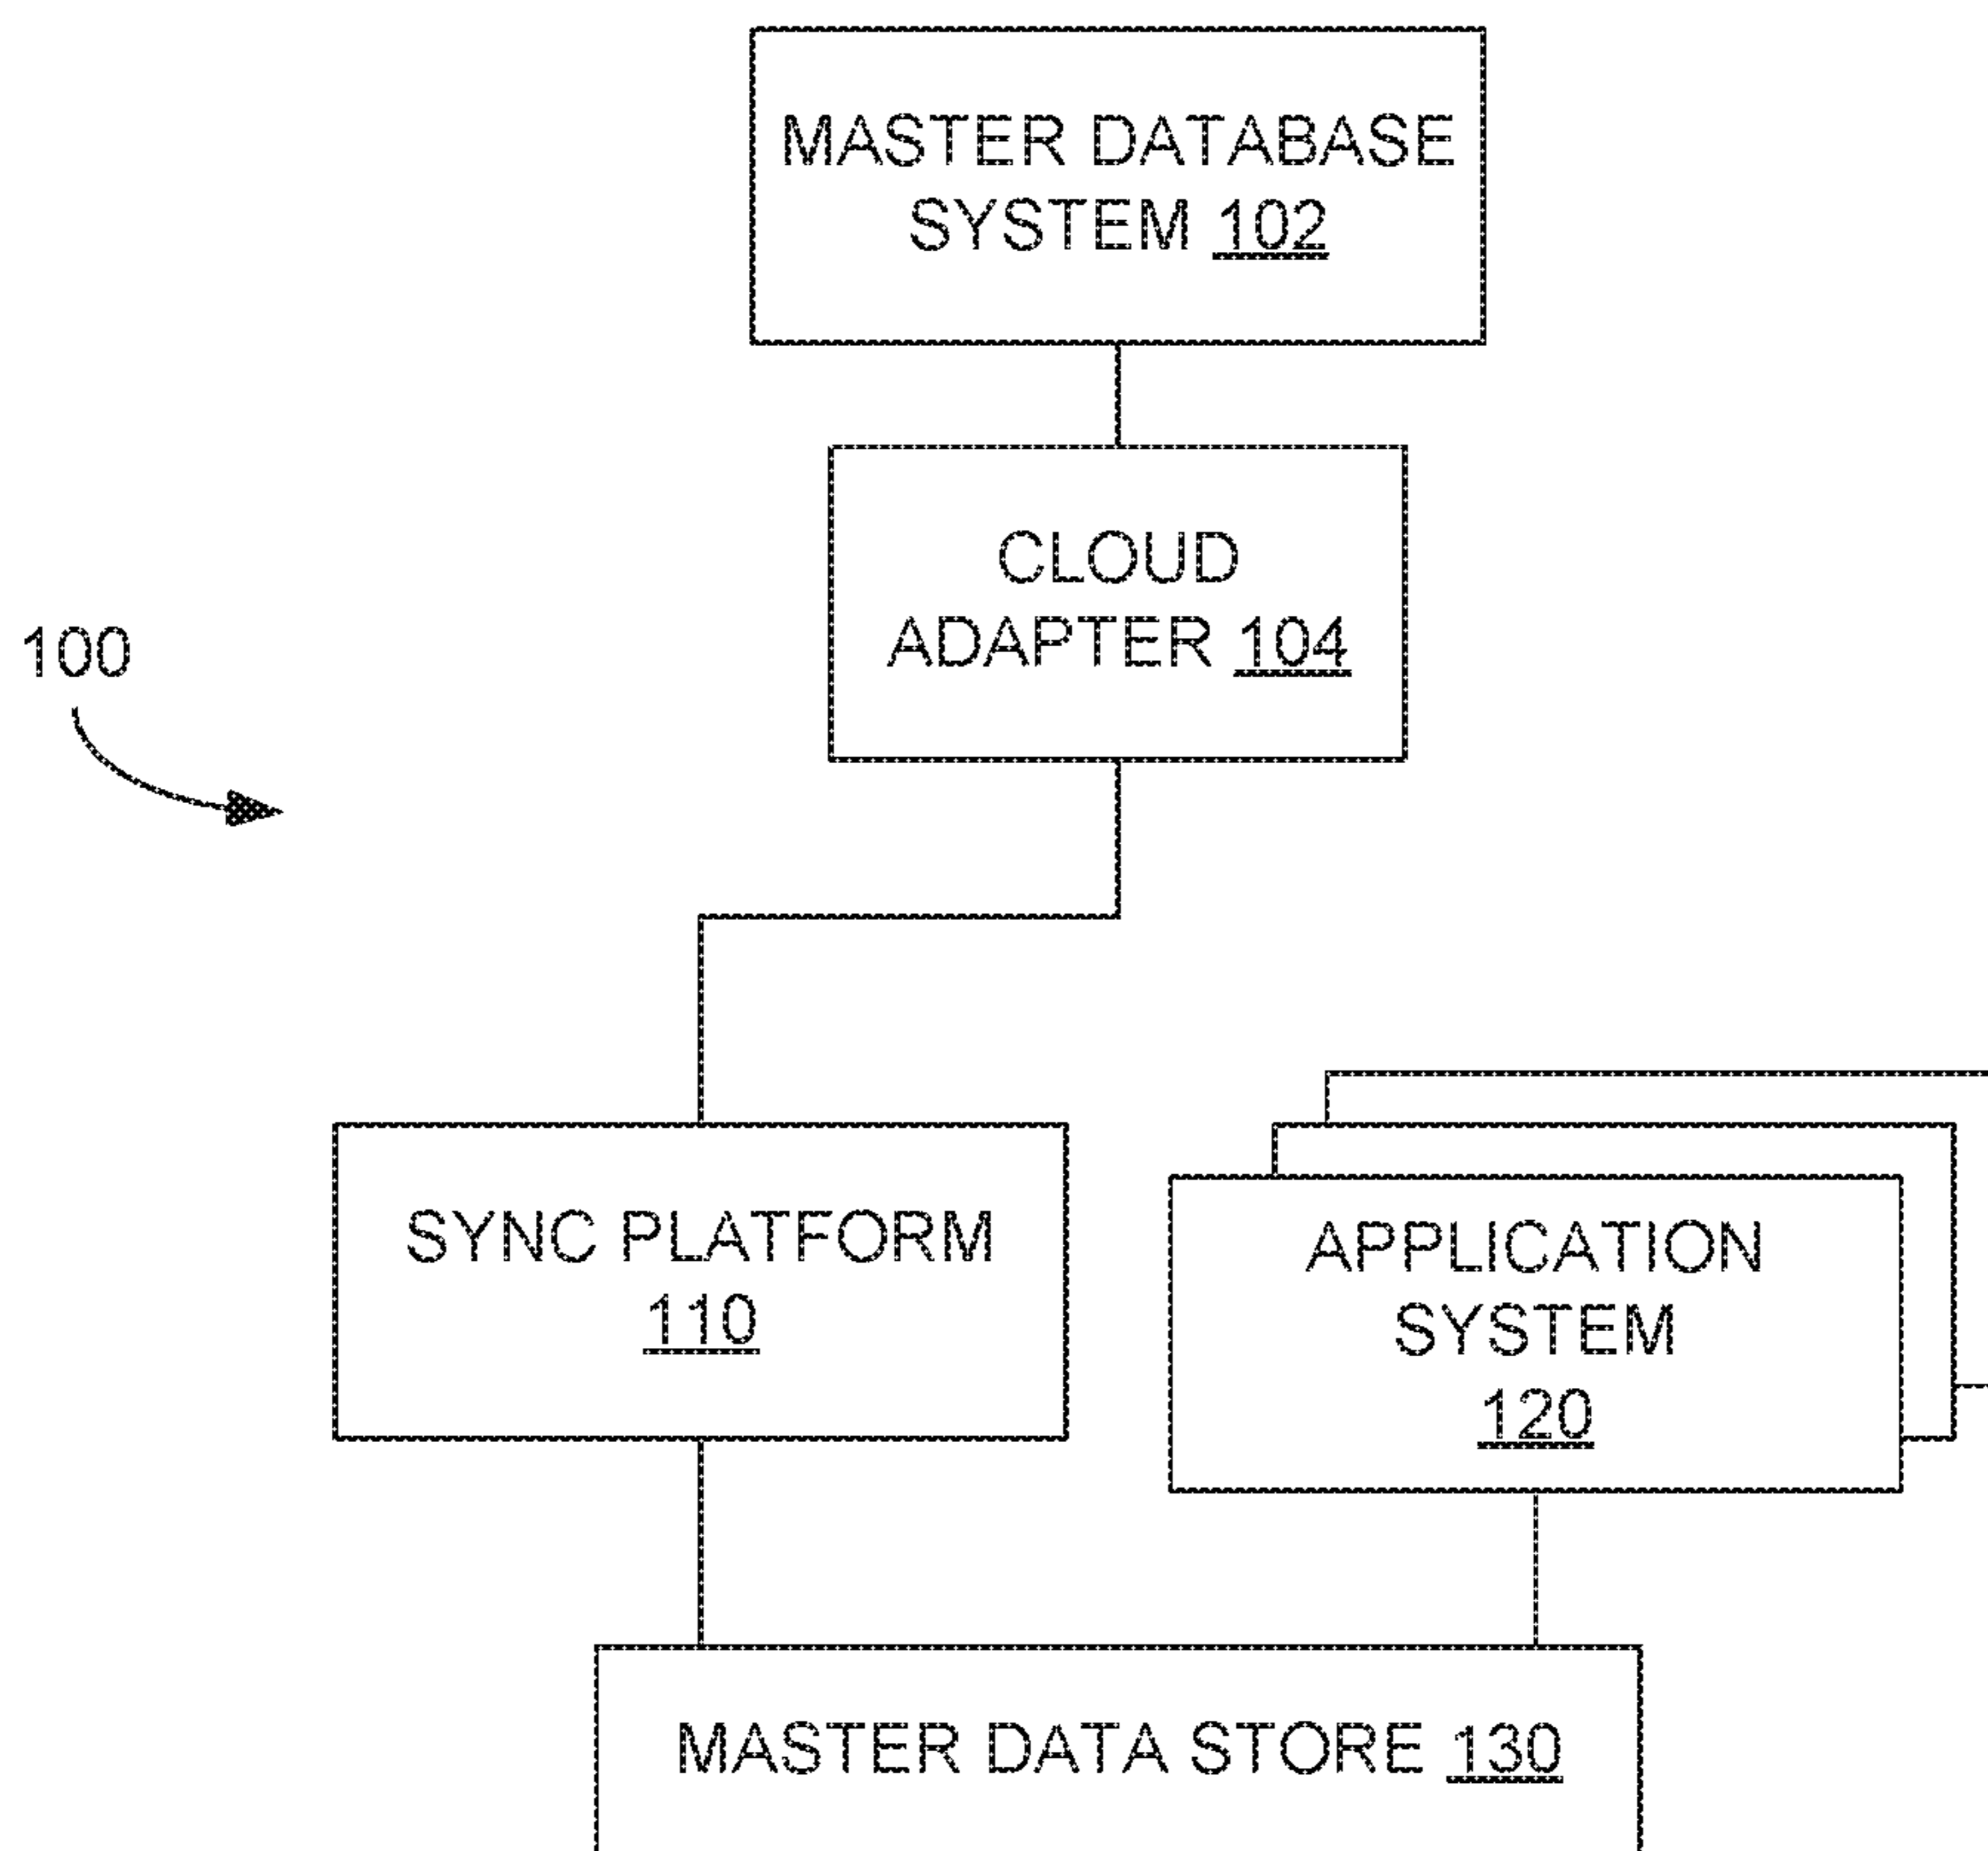 MASTER DATABASE
SYSTEM 102
CLOUD
ADAPTER 104
100
SYNC PLATFORM
110
APPLICATION
SYSTEM
120
MASTER DATA STORE 130